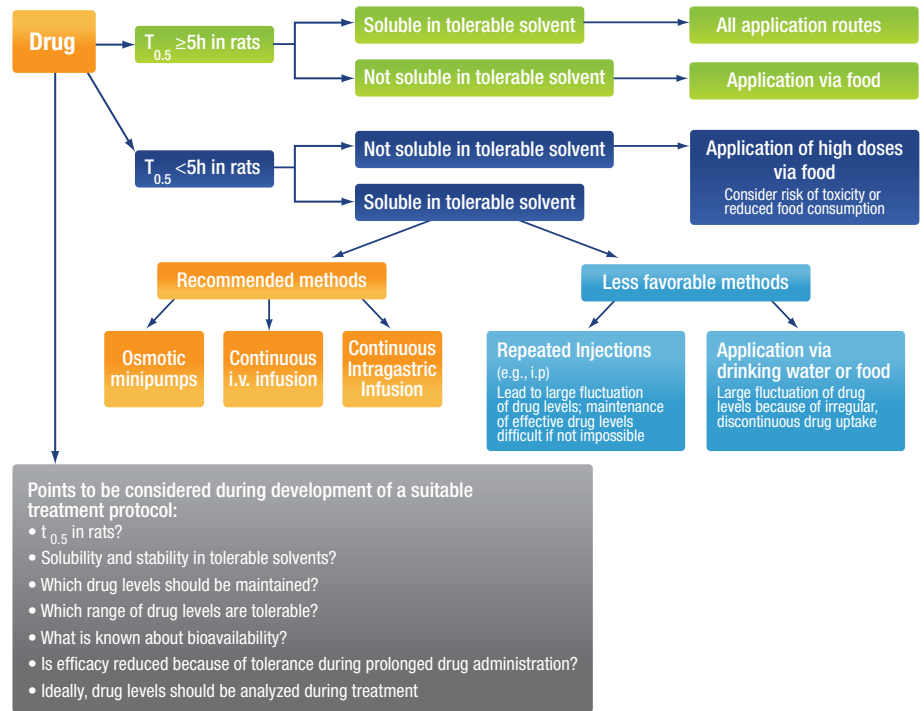 Drug
T 0.5 ≥5h in rats
Soluble in tolerable solvent
All application routes
Not soluble in tolerable solvent
Application via food
T 0.5 <5h in rats
Not soluble in tolerable solvent
Application of high doses
via food
Consider risk of toxicity or
reduced food consumption
Soluble in tolerable solvent
Recommended methods
Less favorable methods
Osmotic
minipumps
Continuous
i.v. infusion
Continuous
Intragastric
Infusion
Repeated Injections
(e.g., i.p)
Lead to large fluctuation
of drug levels; maintenance
of effective drug levels
difficult if not impossible
Application via
drinking water or food
Large fluctuation of drug
levels because of irregular,
discontinuous drug uptake
Points to be considered during development of a suitable
treatment protocol:
• t 0.5 in rats?
• Solubility and stability in tolerable solvents?
• Which drug levels should be maintained?
• Which range of drug levels are tolerable?
• What is known about bioavailability?
• Is efficacy reduced because of tolerance during prolonged drug administration?
• Ideally, drug levels should be analyzed during treatment